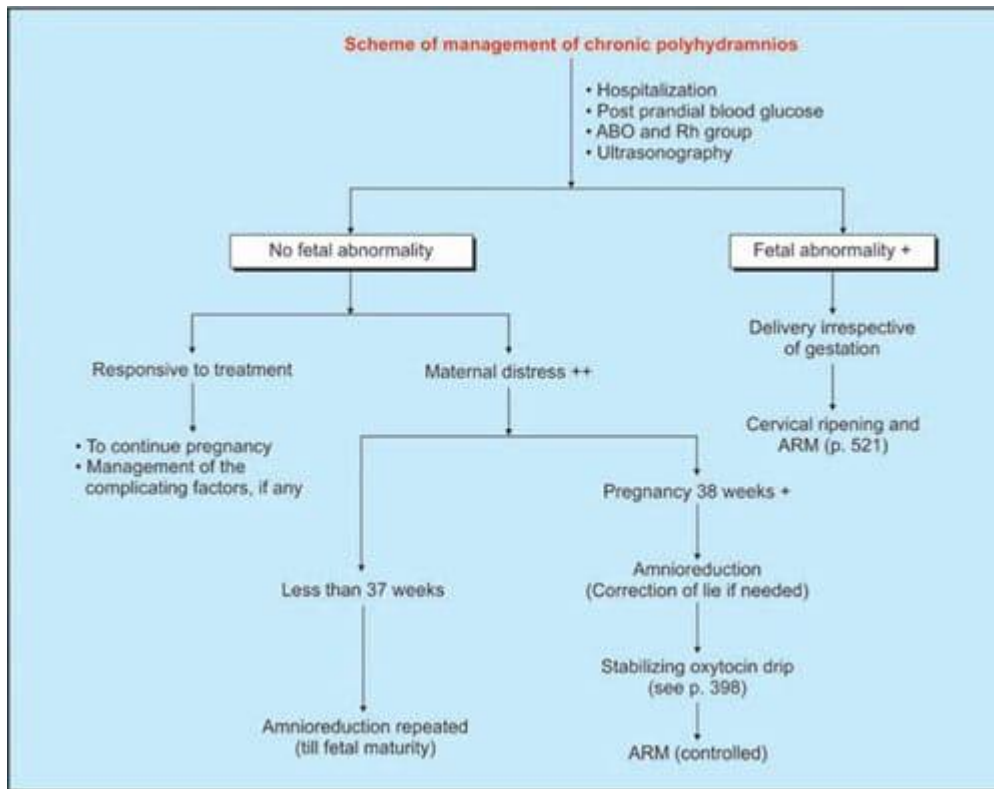 Scheme of management of chronic polyhydramnios
• Hospitalization
• Post prandial blood glucose
• ABO and Rh group
• Ultrasonography
No fetal abnormality
Fetal abnormality +
Responsive to treatment
Maternal distress ++
Delivery irrespective
of gestation
• To continue pregnancy
• Management of the
complicating factors, if any
Cervical ripening and
ARM (p. 521)
Less than 37 weeks
Pregnancy 38 weeks +
Amnioreduction
(Correction of lie if needed)
Stabilizing oxytocin drip
(see p. 398)
Amnioreduction repeated
(till fetal maturity)
ARM (controlled)